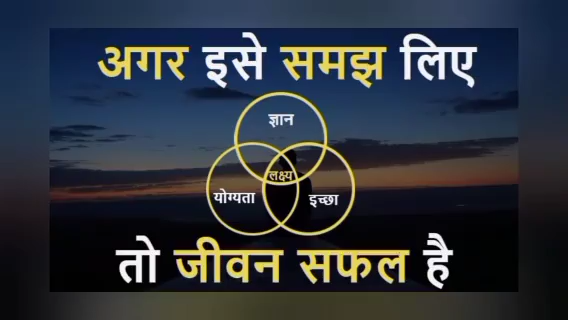 अगर इसे समझ लिए
ज्ञान
लक्ष्य
योग्यता
इच्छा
तो जीवन सफल है